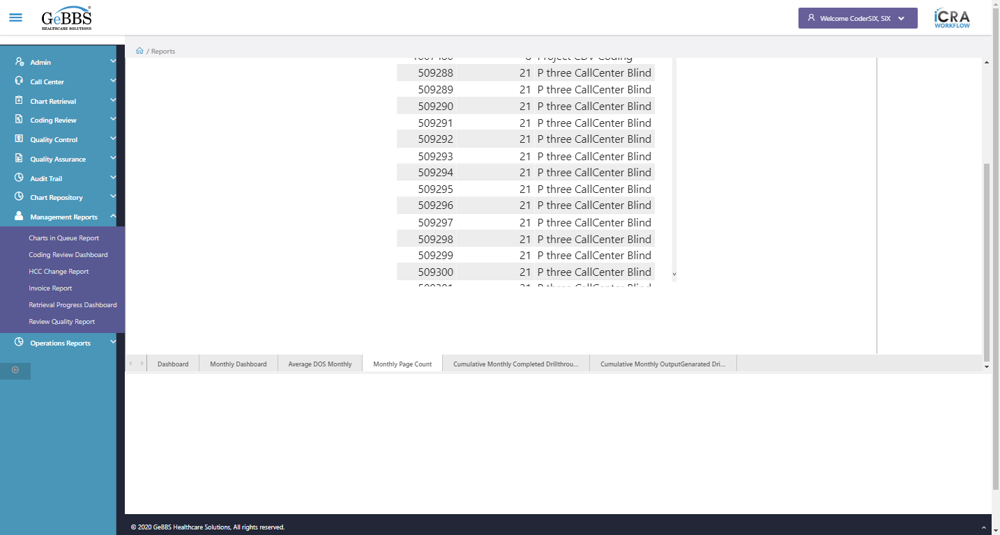 GeBBS
HEALTHCARE SOLUTIONS
Welcome CoderSIX, SIX
iCRA
WORKFLOW
/ Reports
Admin
Call Center
Chart Retrieval
Coding Review
Quality Control
Quality Assurance
Audit Trail
Chart Repository
Management Reports
Charts in Queue Report
Coding Review Dashboard
HCC Change Report
Invoice Report
Retrieval Progress Dashboard
Review Quality Report
Operations Reports
Project CDV Coding
509288 21 P three CallCenter Blind
509289 21 P three CallCenter Blind
509290 21 P three CallCenter Blind
509291 21 P three CallCenter Blind
509292 21 P three CallCenter Blind
509293 21 P three CallCenter Blind
509294 21 P three CallCenter Blind
509295 21 P three CallCenter Blind
509296 21 P three CallCenter Blind
509297 21 P three CallCenter Blind
509298 21 P three CallCenter Blind
509299 21 P three CallCenter Blind
509300 21 P three CallCenter Blind
509301 21 P three CallCenter Blind
Dashboard
Monthly Dashboard
Average DOS Monthly
Monthly Page Count
Cumulative Monthly Completed Drillthrou...
Cumulative Monthly OutputGenarated Dri...
© 2020 GeBBS Healthcare Solutions, All rights reserved.